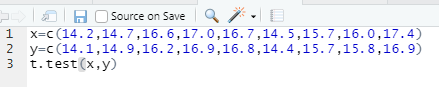 Source on Save
1 x=c(14.2,14.7,16.6,17.0,16.7,14.5,15.7,16.0,17.4)
2 y=c(14.1,14.9,16.2,16.9,16.8,14.4,15.7,15.8,16.9)
3 t.test(x,y)